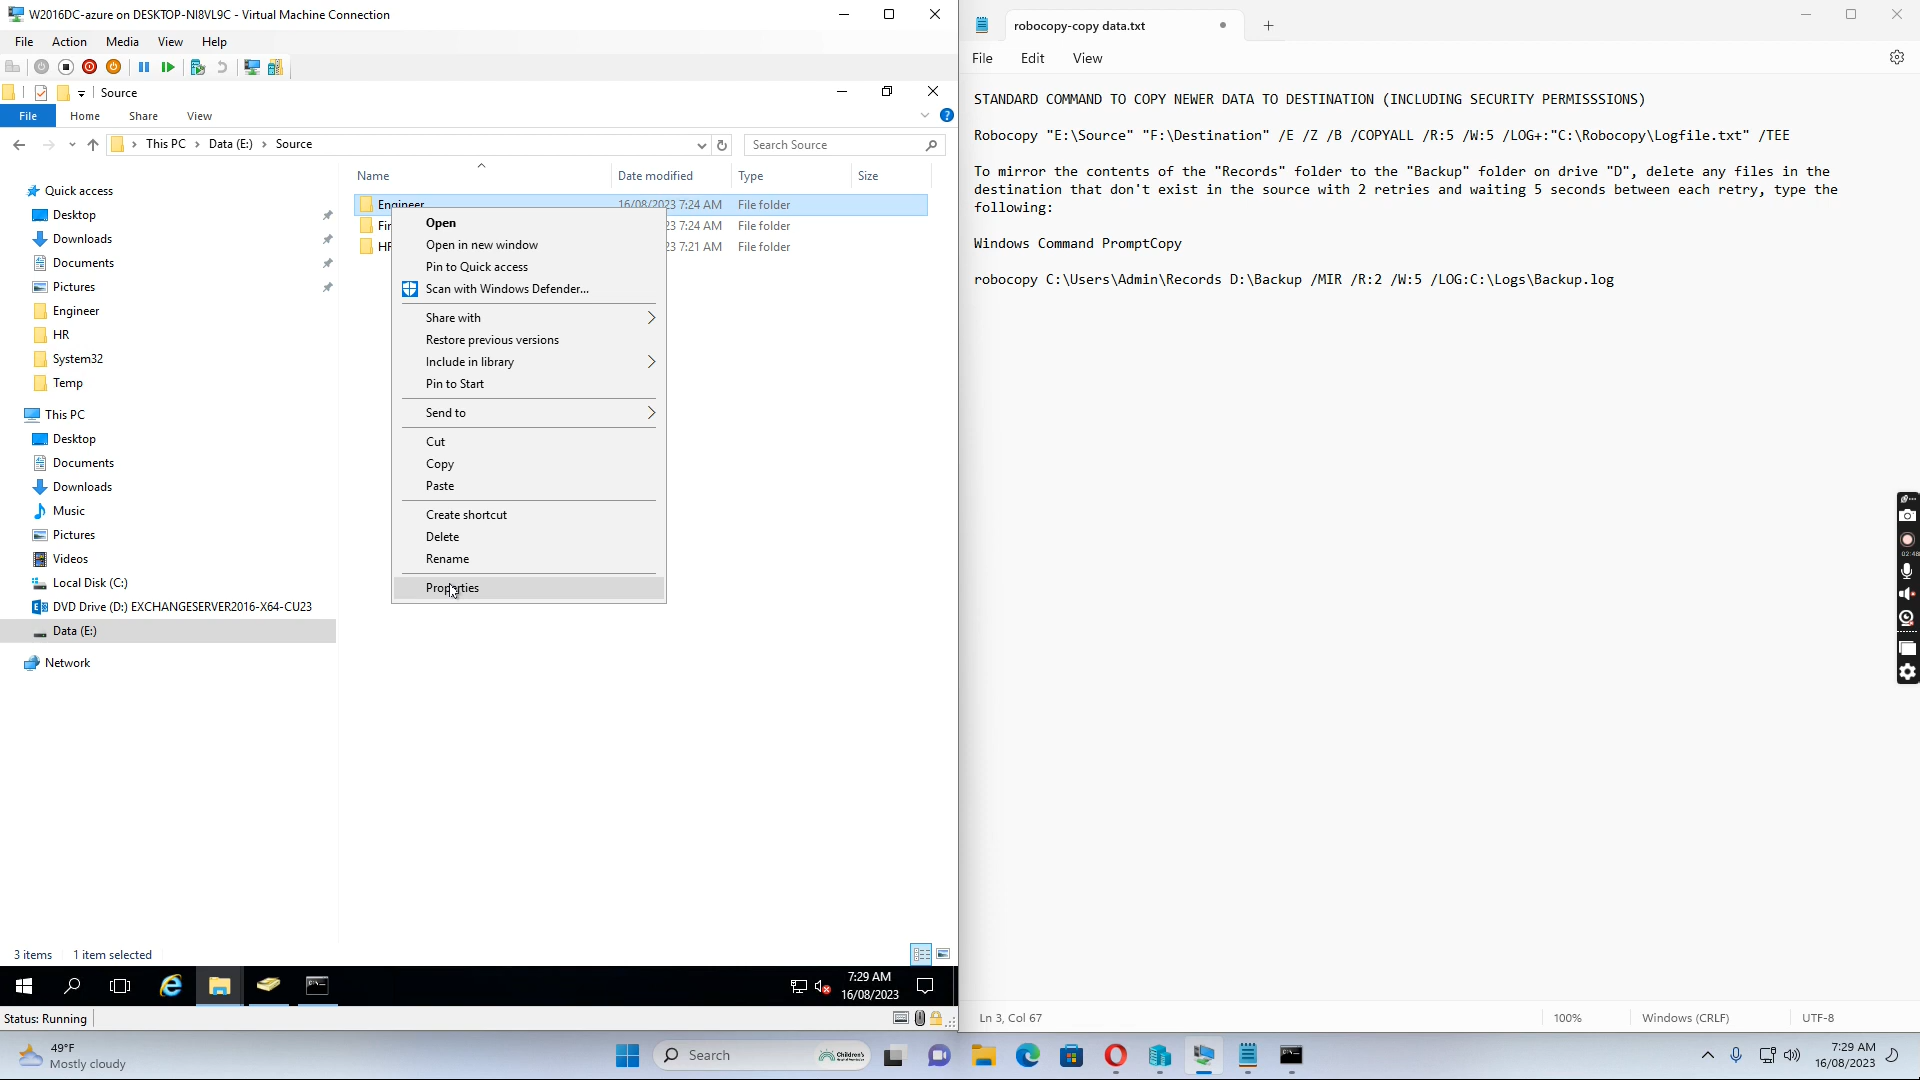 W2016DC-azure on DESKTOP-NI8VL9C - Virtual Machine Connection
File Action Media View Help
Source
File Home Share View
This PC > Data (E:) > Source
Search Source
Name Date modified Type Size
Quick access
Desktop
Downloads
Documents
Pictures
Engineer
HR
System32
Temp
This PC
Desktop
Documents
Downloads
Music
Pictures
Videos
Local Disk (C:)
DVD Drive (D:) EXCHANGESERVER2016-X64-CU23
Data (E:)
Network
Engineer 16/08/2023 7:24 AM File folder
7:24 AM File folder
7:21 AM File folder
Open
Open in new window
Pin to Quick access
Scan with Windows Defender...
Share with
Restore previous versions
Include in library
Pin to Start
Send to
Cut
Copy
Paste
Create shortcut
Delete
Rename
Properties
3 items 1 item selected
7:29 AM
16/08/2023
Status: Running
robocopy-copy data.txt
File Edit View
STANDARD COMMAND TO COPY NEWER DATA TO DESTINATION (INCLUDING SECURITY PERMISSSIONS)
Robocopy "E:\Source" "F:\Destination" /E /Z /B /COPYALL /R:5 /W:5 /LOG+:"C:\Robocopy\Logfile.txt" /TEE
To mirror the contents of the "Records" folder to the "Backup" folder on drive "D", delete any files in the
destination that don't exist in the source with 2 retries and waiting 5 seconds between each retry, type the
following:
Windows Command PromptCopy
robocopy C:\Users\Admin\Records D:\Backup /MIR /R:2 /W:5 /LOG:C:\Logs\Backup.log
02:48
Ln 3, Col 67 100% Windows (CRLF) UTF-8
49°F
Mostly cloudy
Search
Children's
7:29 AM
16/08/2023